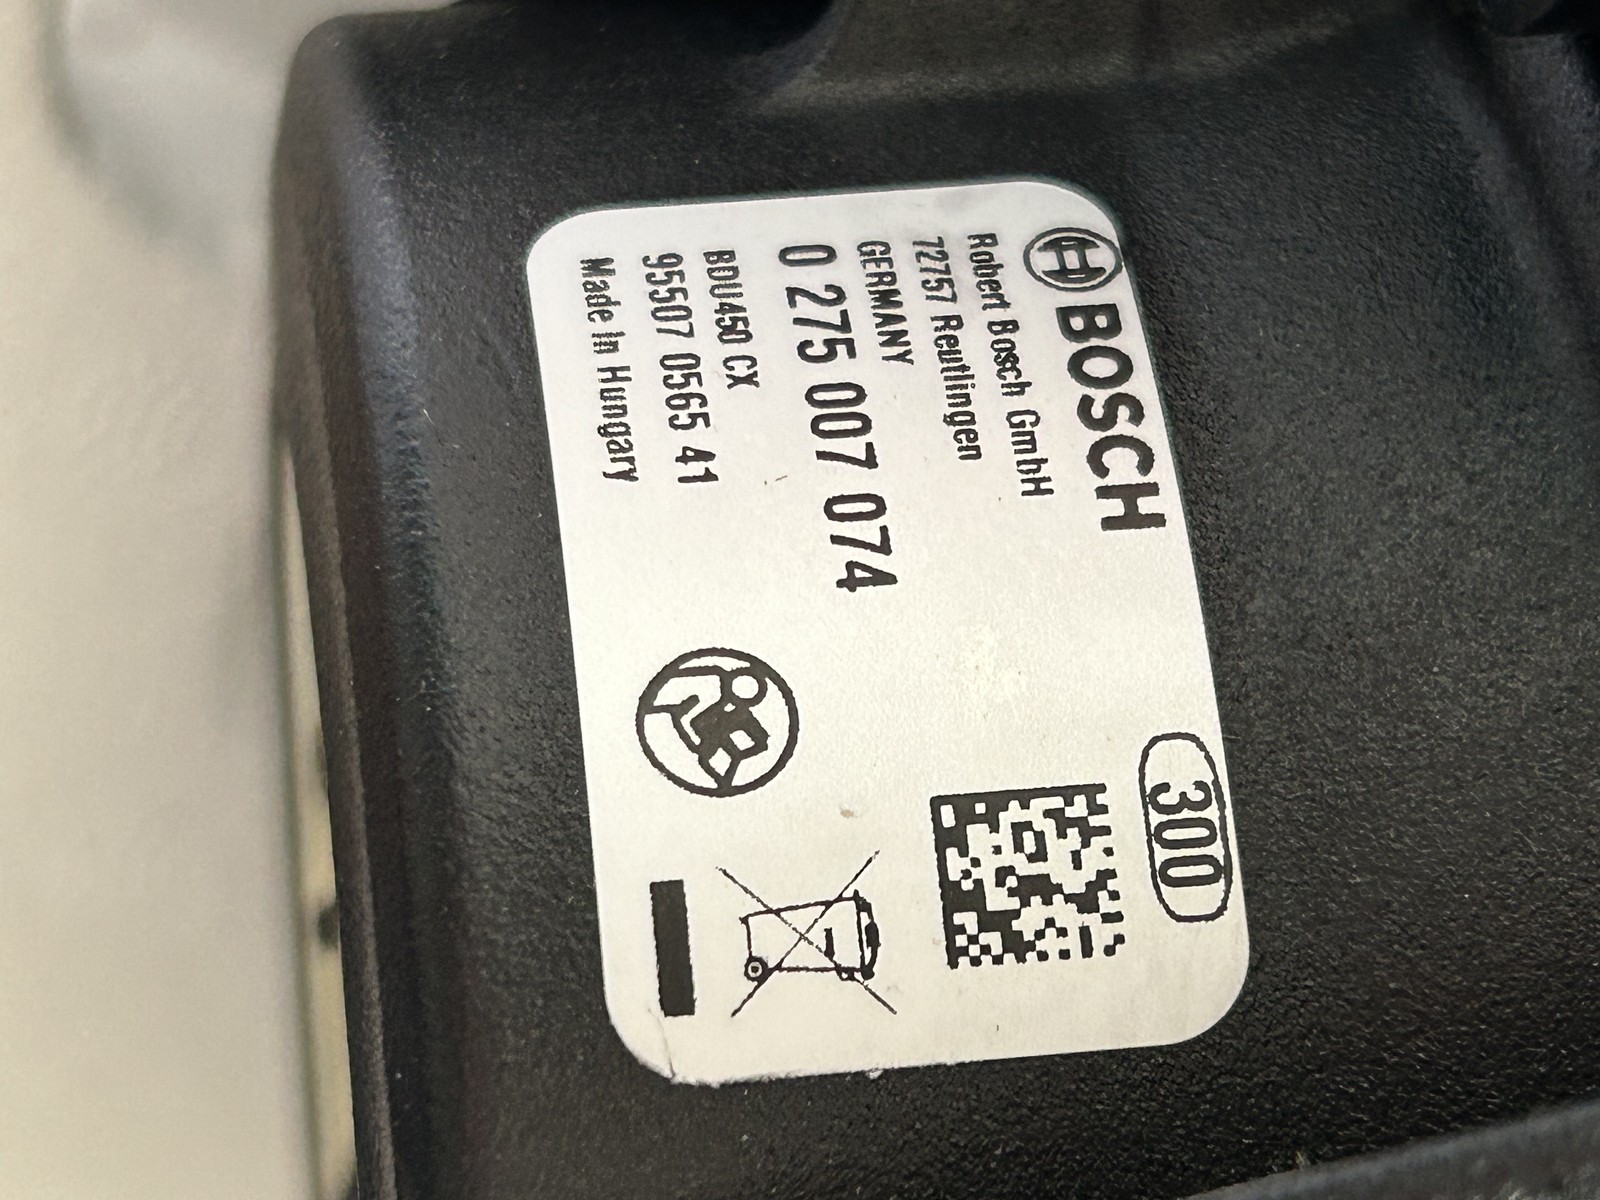 BOSCH
Robert Bosch GmbH
72757 Reutlingen
GERMANY
0 275 007 074
BDU450 CX
95507 0565 41
Made in Hungary
300